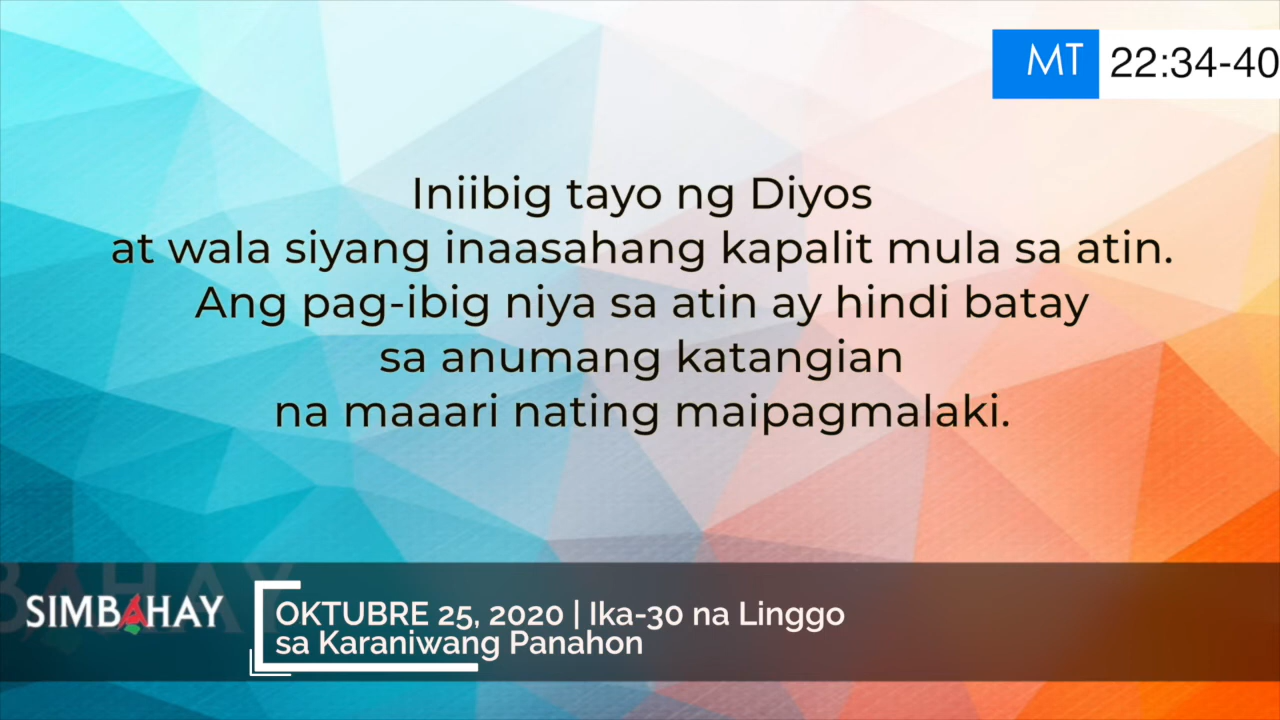 MT 22:34-40
Iniibig tayo ng Diyos
at wala siyang inaasahang kapalit mula sa atin.
Ang pag-ibig niya sa atin ay hindi batay
sa anumang katangian
na maaari nating maipagmalaki.
SIMBAHAY
OKTUBRE 25, 2020 | Ika-30 na Linggo
sa Karaniwang Panahon